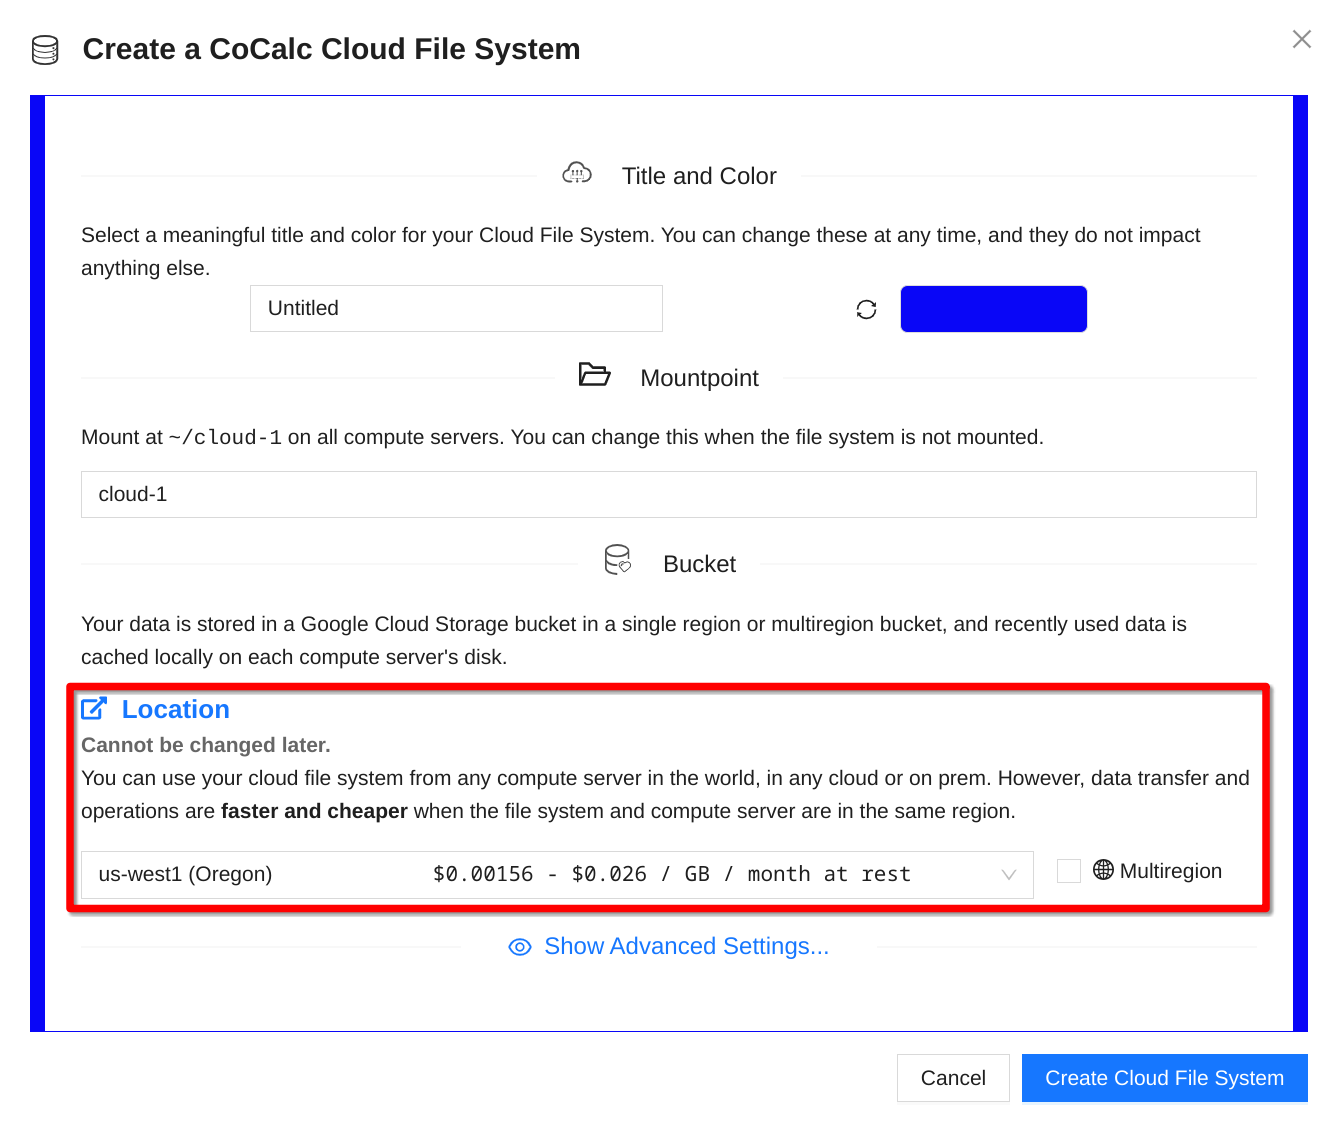 Create a CoCalc Cloud File System
Title and Color
Select a meaningful title and color for your Cloud File System. You can change these at any time, and they do not impact
anything else.
Untitled
Mountpoint
Mount at ~/cloud-1 on all compute servers. You can change this when the file system is not mounted.
cloud-1
Bucket
Your data is stored in a Google Cloud Storage bucket in a single region or multiregion bucket, and recently used data is
cached locally on each compute server's disk.
Location
Cannot be changed later.
You can use your cloud file system from any compute server in the world, in any cloud or on prem. However, data transfer and
operations are faster and cheaper when the file system and compute server are in the same region.
us-west1 (Oregon) $0.00156 - $0.026 / GB / month at rest Multiregion
Show Advanced Settings...
Cancel Create Cloud File System